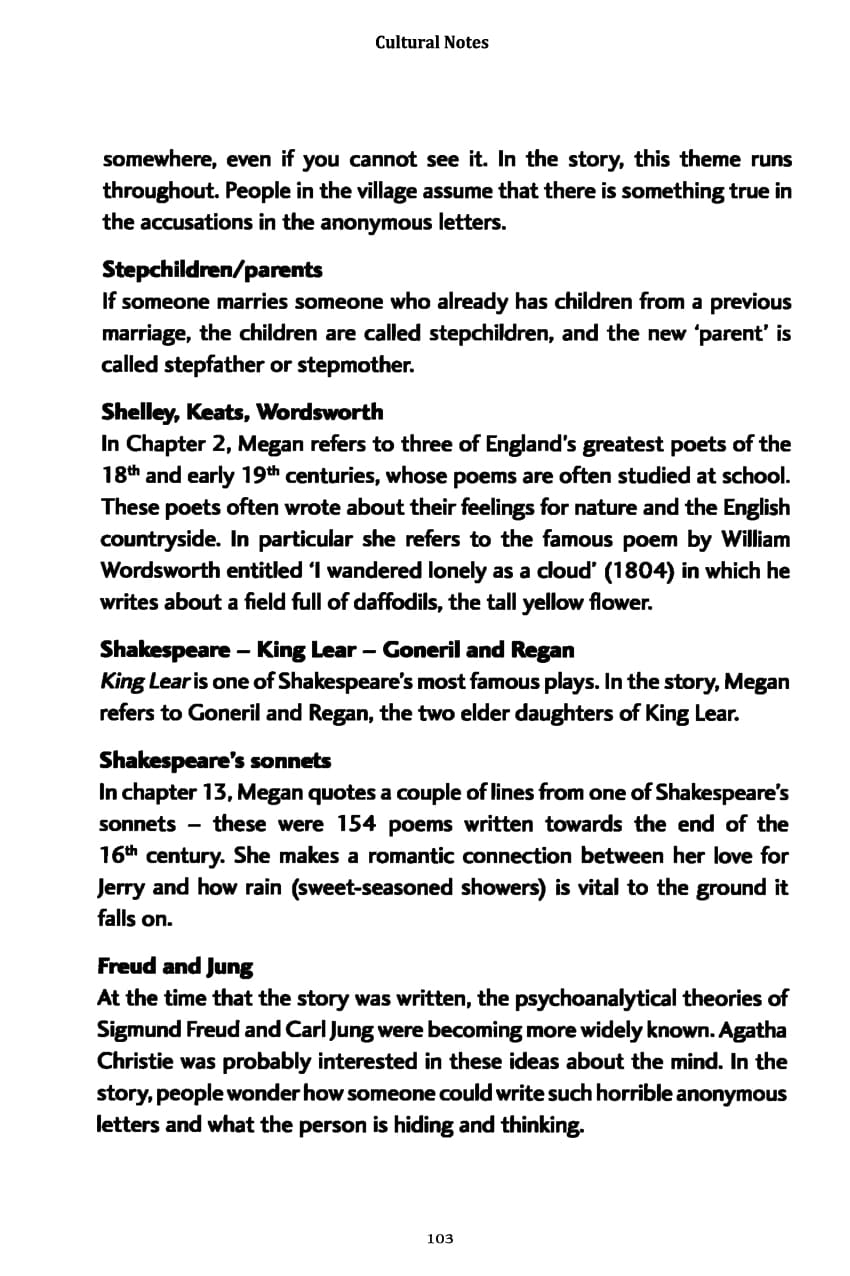 Cultural Notes
somewhere, even if you cannot see it. In the story, this theme runs
throughout. People in the village assume that there is something true in
the accusations in the anonymous letters.
Stepchildren/parents
If someone marries someone who already has children from a previous
marriage, the children are called stepchildren, and the new ‘parent’ is
called stepfather or stepmother.
Shelley, Keats, Wordsworth
In Chapter 2, Megan refers to three of England’s greatest poets of the
18th and early 19th centuries, whose poems are often studied at school.
These poets often wrote about their feelings for nature and the English
countryside. In particular she refers to the famous poem by William
Wordsworth entitled ‘I wandered lonely as a cloud’ (1804) in which he
writes about a field full of daffodils, the tall yellow flower.
Shakespeare – King Lear – Goneril and Regan
King Lear is one of Shakespeare’s most famous plays. In the story, Megan
refers to Goneril and Regan, the two elder daughters of King Lear.
Shakespeare’s sonnets
In chapter 13, Megan quotes a couple of lines from one of Shakespeare’s
sonnets – these were 154 poems written towards the end of the
16th century. She makes a romantic connection between her love for
Jerry and how rain (sweet-seasoned showers) is vital to the ground it
falls on.
Freud and Jung
At the time that the story was written, the psychoanalytical theories of
Sigmund Freud and Carl Jung were becoming more widely known. Agatha
Christie was probably interested in these ideas about the mind. In the
story, people wonder how someone could write such horrible anonymous
letters and what the person is hiding and thinking.
103